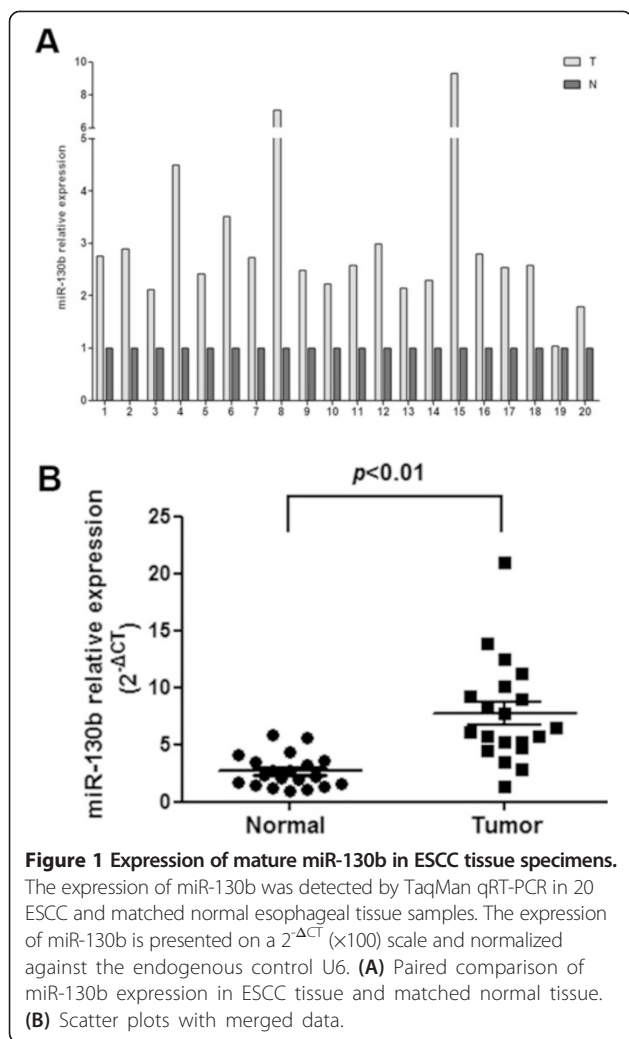 A
10
8
6
5
4
3
2
1
0
miR-130b relative expression
T
N
1 2 3 4 5 6 7 8 9 10 11 12 13 14 15 16 17 18 19 20
B
p<0.01
miR-130b relative expression
(2^-ΔCT)
25
20
15
10
5
0
Normal Tumor
Figure 1 Expression of mature miR-130b in ESCC tissue specimens.
The expression of miR-130b was detected by TaqMan qRT-PCR in 20
ESCC and matched normal esophageal tissue samples. The expression
of miR-130b is presented on a 2^-ΔCT (×100) scale and normalized
against the endogenous control U6. (A) Paired comparison of
miR-130b expression in ESCC tissue and matched normal tissue.
(B) Scatter plots with merged data.